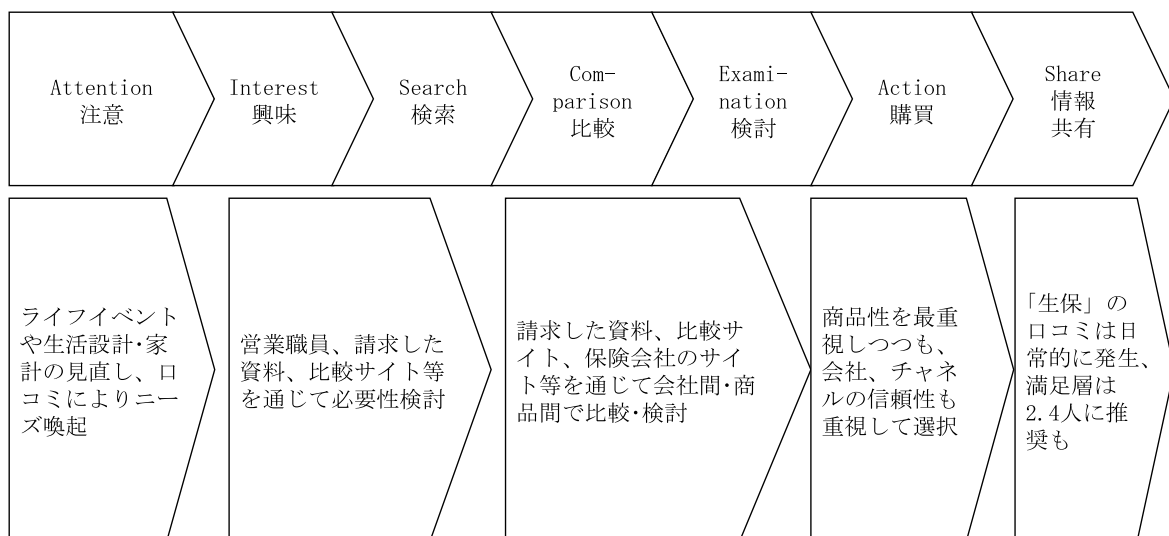 Attention
注意
Interest
興味
Search
検索
Com-
parison
比較
Exami-
nation
検討
Action
購買
Share
情報
共有
ライフイベント
や生活設計・家
計の見直し、口
コミによりニー
ズ喚起
営業職員、請求した
資料、比較サイト等
を通じて必要性検討
請求した資料、比較サ
イト、保険会社のサイ
ト等を通じて会社間・商
品間で比較・検討
商品性を最重
視しつつも、
会社、チャネ
ルの信頼性も
重視して選択
「生保」の
口コミは日
常的に発生、
満足層は
2.4人に推
奨も